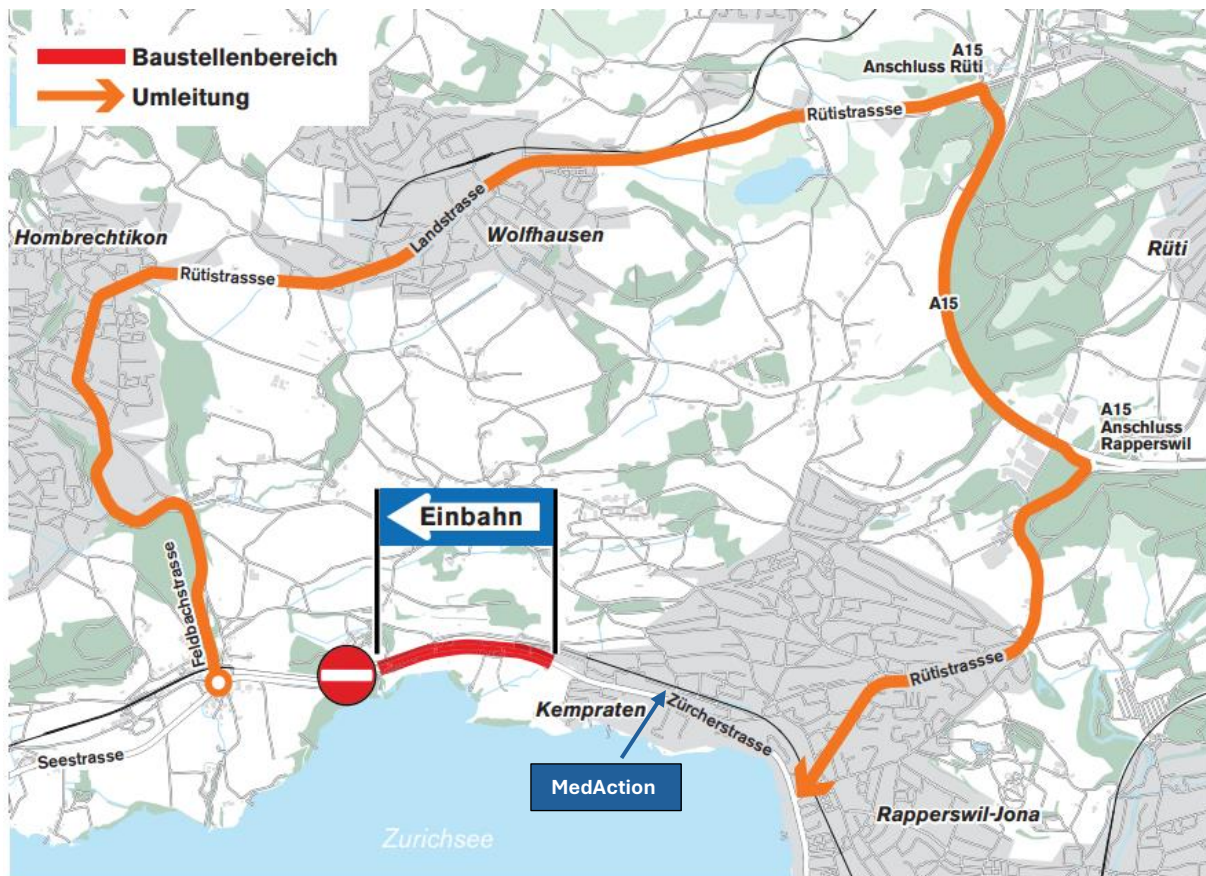 Baustellenbereich
Umleitung
A15
Anschluss Rüti
Rütistrassse
Landstrasse
Hombrechtikon
Wolfhausen
Rüti
Rütistrassse
A15
A15
Anschluss
Rapperswil
Einbahn
Feldbachstrasse
Rütistrassse
Kempraten
Zürcherstrasse
Seestrasse
MedAction
Rapperswil-Jona
Zurichsee